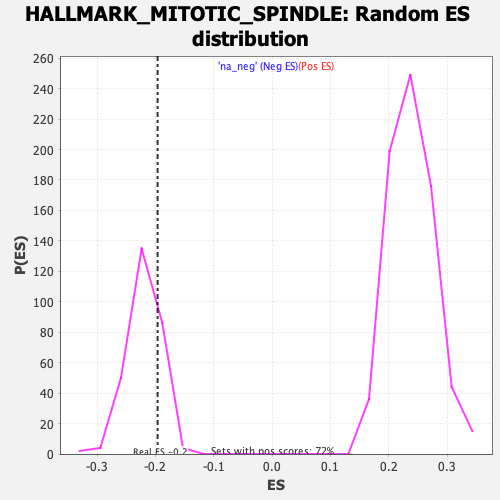 HALLMARK_MITOTIC_SPINDLE: Random ES
distribution
'na_neg' (Neg ES)(Pos ES)
260
240
220
200
180
160
140
120
100
80
60
40
20
0
P(ES)
Real ES -0.2
Sets with pos scores: 72%
-0.3 -0.2 -0.1 0.0 0.1 0.2 0.3
ES